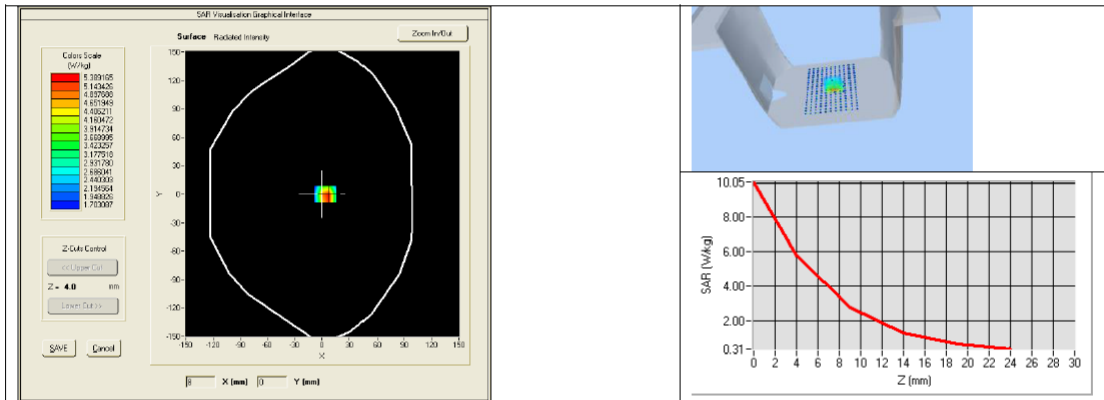 SAR Visualisation Graphical Interface
Surface Radiated Intensity
Zoom In/Out
Colors Scale
(W/kg)
5.389165
5.143426
4.897688
4.651949
4.406211
4.160472
3.914734
3.668995
3.423257
3.177518
2.931780
2.686041
2.440303
2.194564
1.948826
1.703087
Z-Cuts Control
<< Upper Cut
Z = 4.0 mm
Lower Cut >>
SAVE Cancel
150-
120-
90-
60-
30-
0-
-30-
-60-
-90-
-120-
-150-
Y
-150 -120 -90 -60 -30 0 30 60 90 120 150
X
8 X (mm) 0 Y (mm)
10.05-
8.00-
6.00-
4.00-
2.00-
0.31-
SAR (W/kg)
0 2 4 6 8 10 12 14 16 18 20 22 24 26 28 30
Z (mm)